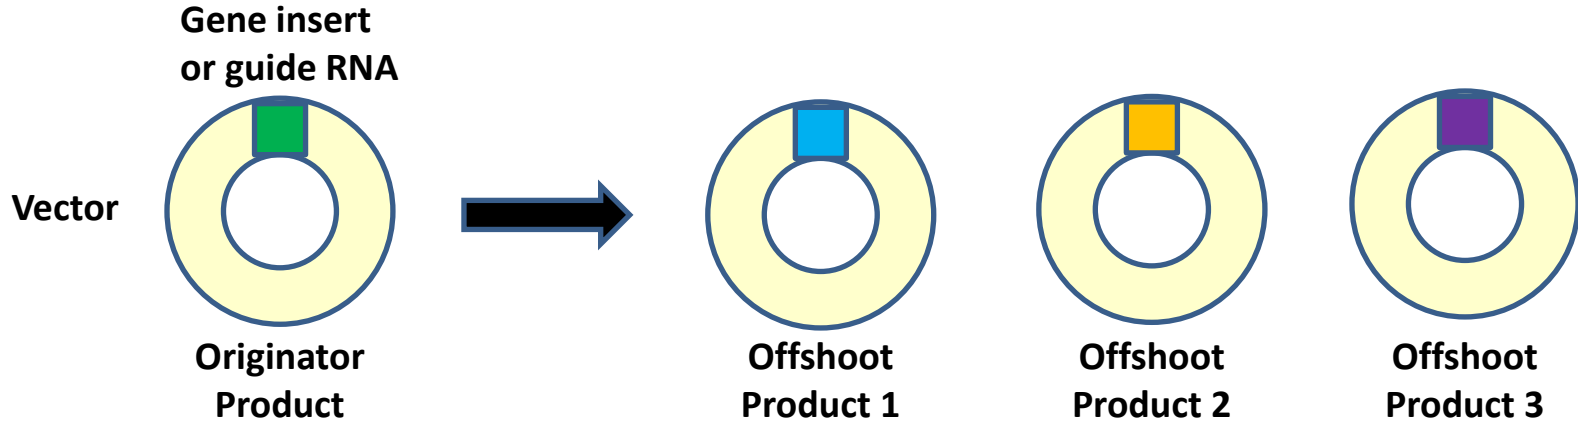 Gene insert
or guide RNA
Vector
Originator
Product
Offshoot
Product 1
Offshoot
Product 2
Offshoot
Product 3